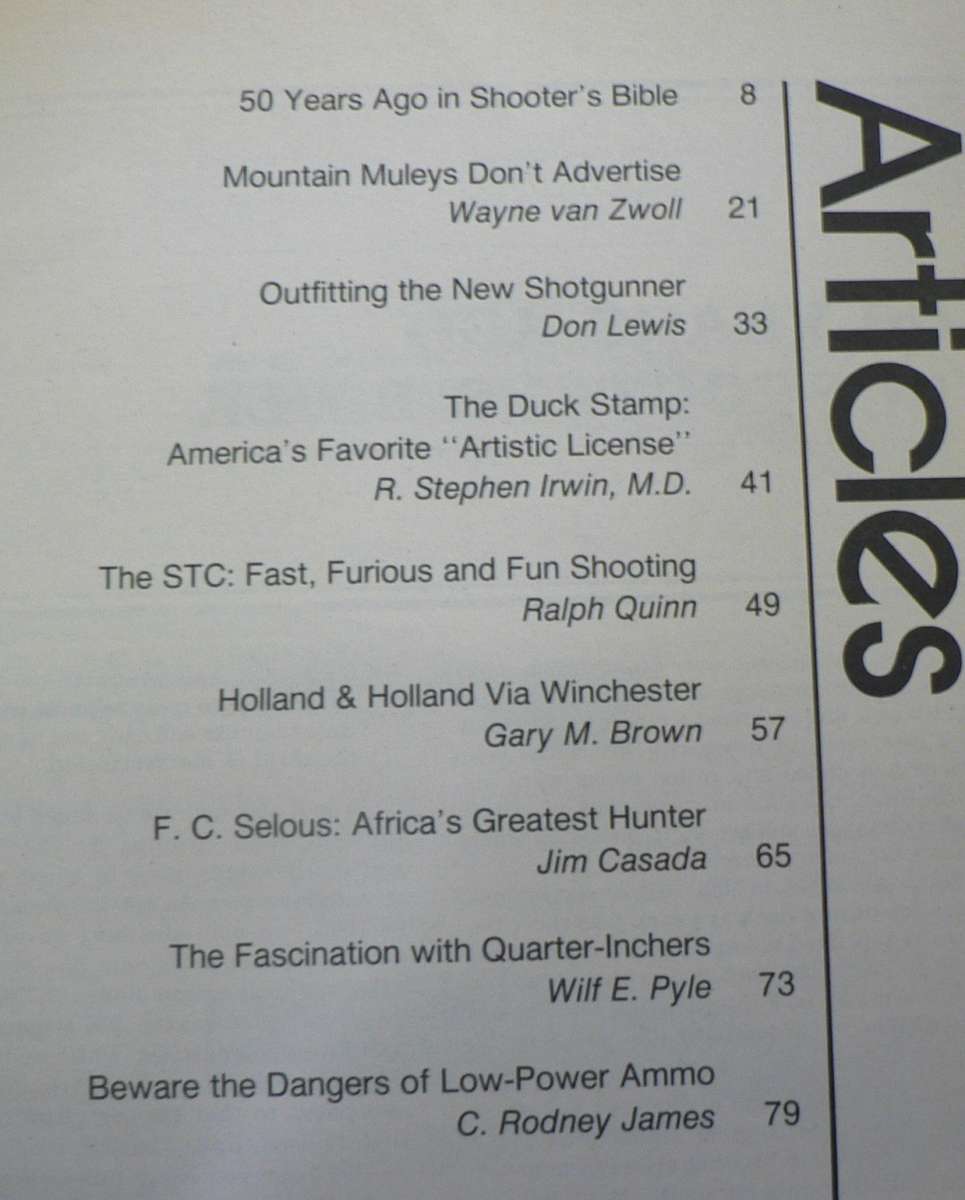 Articles
50 Years Ago in Shooter's Bible 8
Mountain Muleys Don't Advertise
Wayne van Zwoll 21
Outfitting the New Shotgunner
Don Lewis 33
The Duck Stamp:
America's Favorite ''Artistic License''
R. Stephen Irwin, M.D. 41
The STC: Fast, Furious and Fun Shooting
Ralph Quinn 49
Holland & Holland Via Winchester
Gary M. Brown 57
F. C. Selous: Africa's Greatest Hunter
Jim Casada 65
The Fascination with Quarter-Inchers
Wilf E. Pyle 73
Beware the Dangers of Low-Power Ammo
C. Rodney James 79